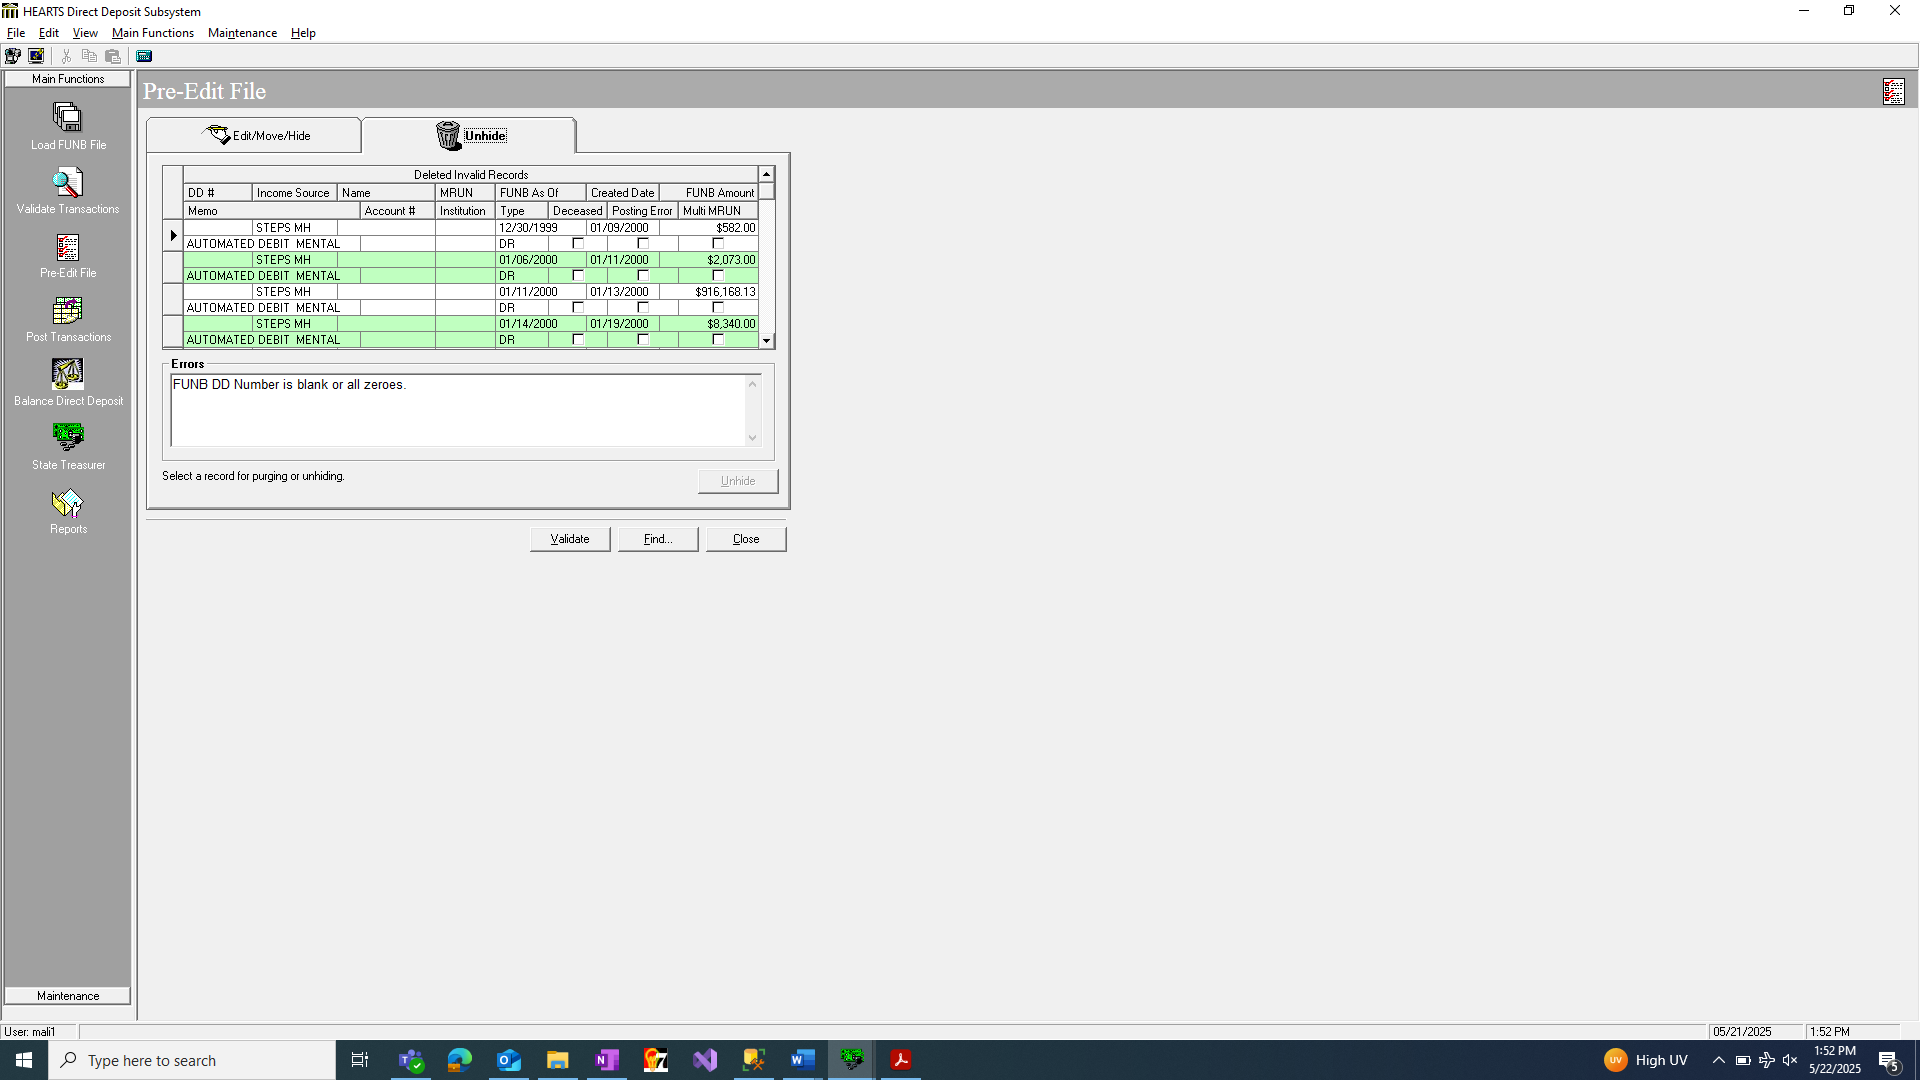 HEARTS Direct Deposit Subsystem
File Edit View Main Functions Maintenance Help
Main Functions
Load FUNB File
Validate Transactions
Pre-Edit File
Post Transactions
Balance Direct Deposit
State Treasurer
Reports
Maintenance
Pre-Edit File
Edit/Move/Hide Unhide
Deleted Invalid Records
DD # Income Source Name MRUN FUNB As Of Created Date FUNB Amount
Memo Account # Institution Type Deceased Posting Error Multi MRUN
STEPS MH 12/30/1999 01/09/2000 $582.00
AUTOMATED DEBIT MENTAL DR
STEPS MH 01/06/2000 01/11/2000 $2,073.00
AUTOMATED DEBIT MENTAL DR
STEPS MH 01/11/2000 01/13/2000 $916,168.13
AUTOMATED DEBIT MENTAL DR
STEPS MH 01/14/2000 01/19/2000 $8,340.00
AUTOMATED DEBIT MENTAL DR
Errors
FUNB DD Number is blank or all zeroes.
Select a record for purging or unhiding.
Unhide
Validate Find... Close
User: mali1 05/21/2025 1:52 PM
Type here to search
UV High UV
1:52 PM
5/22/2025
5